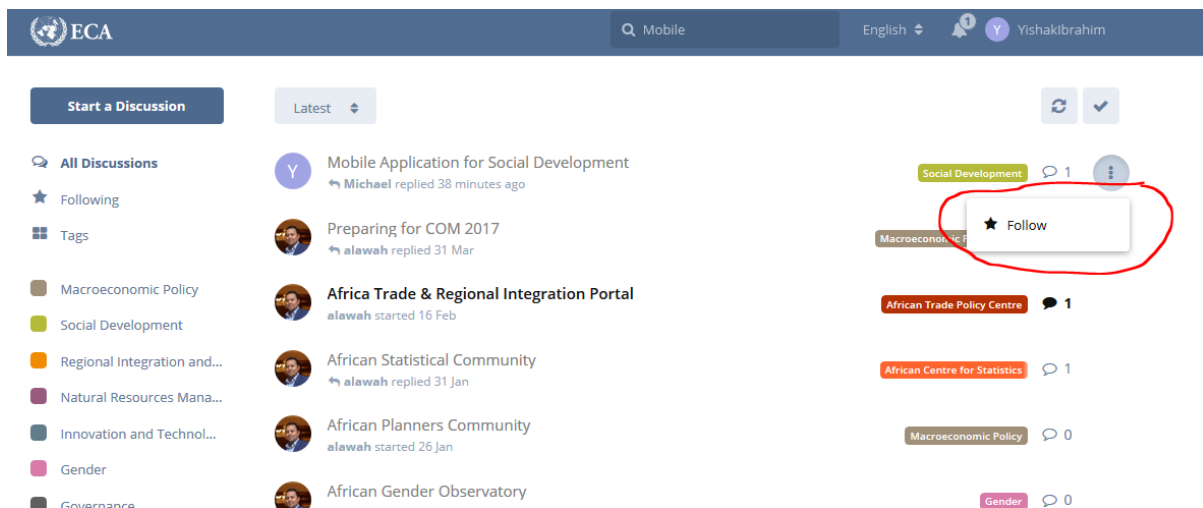 ECA
Mobile
English
1
Y
YishakIbrahim
Start a Discussion
Latest
All Discussions
Following
Tags
Macroeconomic Policy
Social Development
Regional Integration and...
Natural Resources Mana...
Innovation and Technol...
Gender
Governance
Y
Mobile Application for Social Development
Michael replied 38 minutes ago
Social Development
1
Follow
Preparing for COM 2017
alawah replied 31 Mar
Macroeconomic P
Africa Trade & Regional Integration Portal
alawah started 16 Feb
African Trade Policy Centre
1
African Statistical Community
alawah replied 31 Jan
African Centre for Statistics
1
African Planners Community
alawah started 26 Jan
Macroeconomic Policy
0
African Gender Observatory
Gender
0